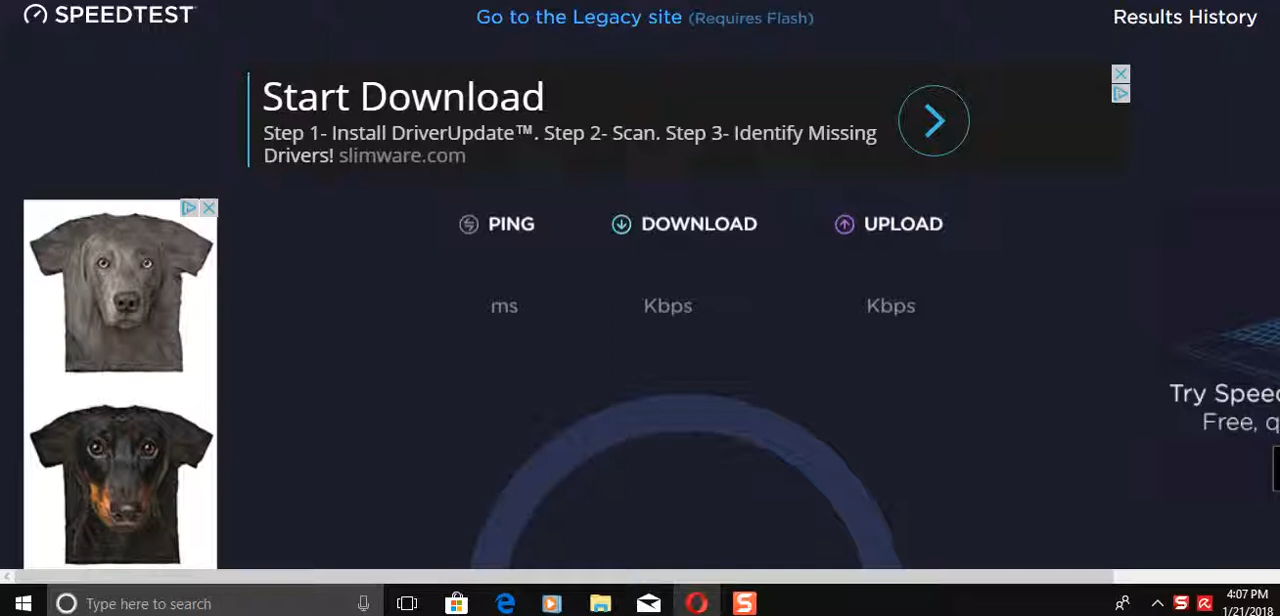 SPEEDTEST
Go to the Legacy site (Requires Flash)
Results History
Start Download
Step 1- Install DriverUpdate™. Step 2- Scan. Step 3- Identify Missing
Drivers! slimware.com
PING
DOWNLOAD
UPLOAD
ms
Kbps
Kbps
Try Speed
Free, q
Type here to search
4:07 PM
1/21/2018